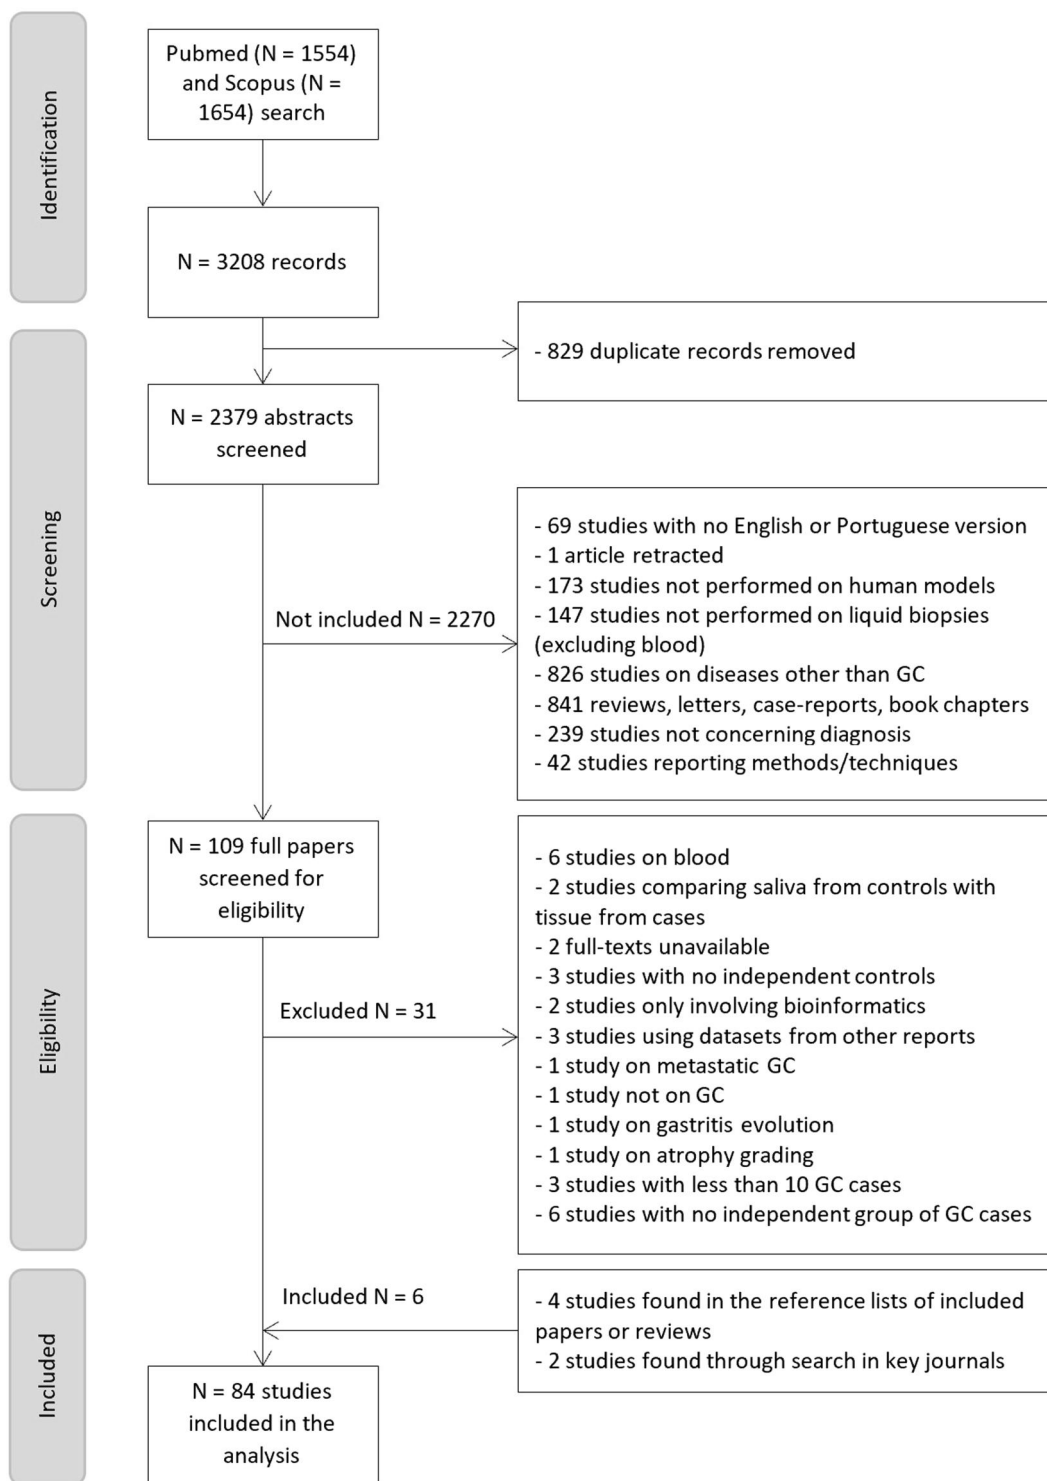 Identification
Pubmed (N = 1554)
and Scopus (N =
1654) search
N = 3208 records
- 829 duplicate records removed
Screening
N = 2379 abstracts
screened
Not included N = 2270
- 69 studies with no English or Portuguese version
- 1 article retracted
- 173 studies not performed on human models
- 147 studies not performed on liquid biopsies
(excluding blood)
- 826 studies on diseases other than GC
- 841 reviews, letters, case-reports, book chapters
- 239 studies not concerning diagnosis
- 42 studies reporting methods/techniques
Eligibility
N = 109 full papers
screened for
eligibility
Excluded N = 31
- 6 studies on blood
- 2 studies comparing saliva from controls with
tissue from cases
- 2 full-texts unavailable
- 3 studies with no independent controls
- 2 studies only involving bioinformatics
- 3 studies using datasets from other reports
- 1 study on metastatic GC
- 1 study not on GC
- 1 study on gastritis evolution
- 1 study on atrophy grading
- 3 studies with less than 10 GC cases
- 6 studies with no independent group of GC cases
Included
Included N = 6
- 4 studies found in the reference lists of included
papers or reviews
- 2 studies found through search in key journals
N = 84 studies
included in the
analysis